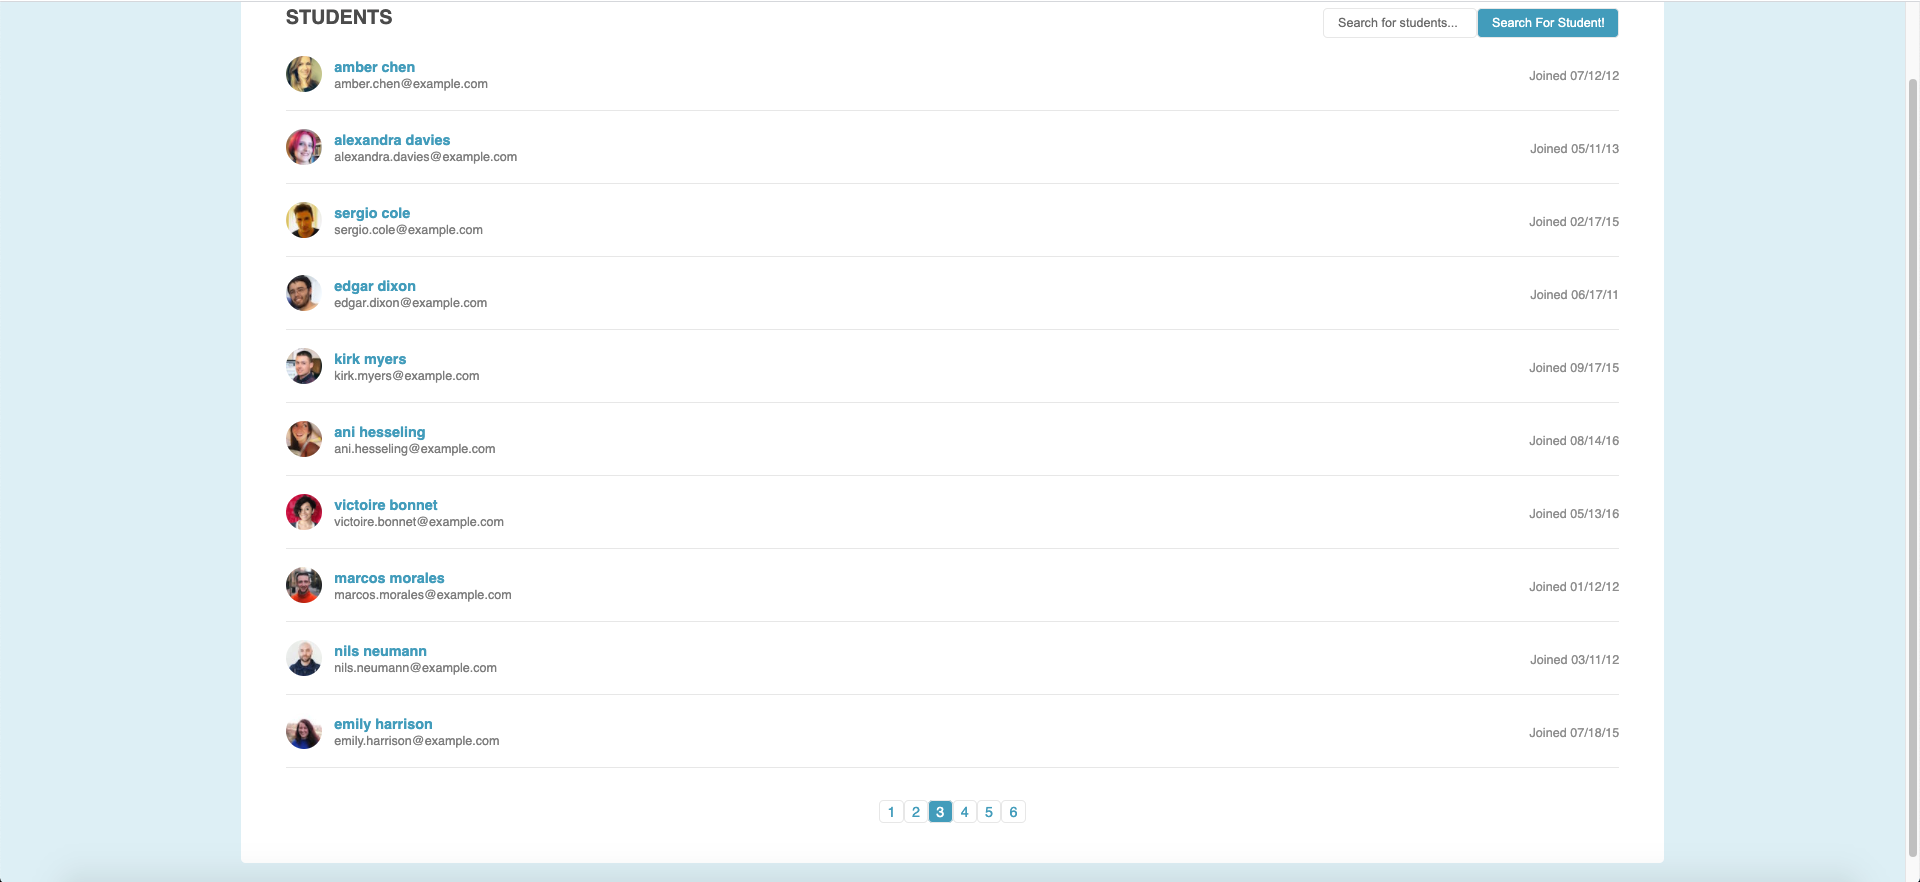 STUDENTS
Search for students...
Search For Student!
amber chen
amber.chen@example.com
Joined 07/12/12
alexandra davies
alexandra.davies@example.com
Joined 05/11/13
sergio cole
sergio.cole@example.com
Joined 02/17/15
edgar dixon
edgar.dixon@example.com
Joined 06/17/11
kirk myers
kirk.myers@example.com
Joined 09/17/15
ani hesseling
ani.hesseling@example.com
Joined 08/14/16
victoire bonnet
victoire.bonnet@example.com
Joined 05/13/16
marcos morales
marcos.morales@example.com
Joined 01/12/12
nils neumann
nils.neumann@example.com
Joined 03/11/12
emily harrison
emily.harrison@example.com
Joined 07/18/15
1 2 3 4 5 6